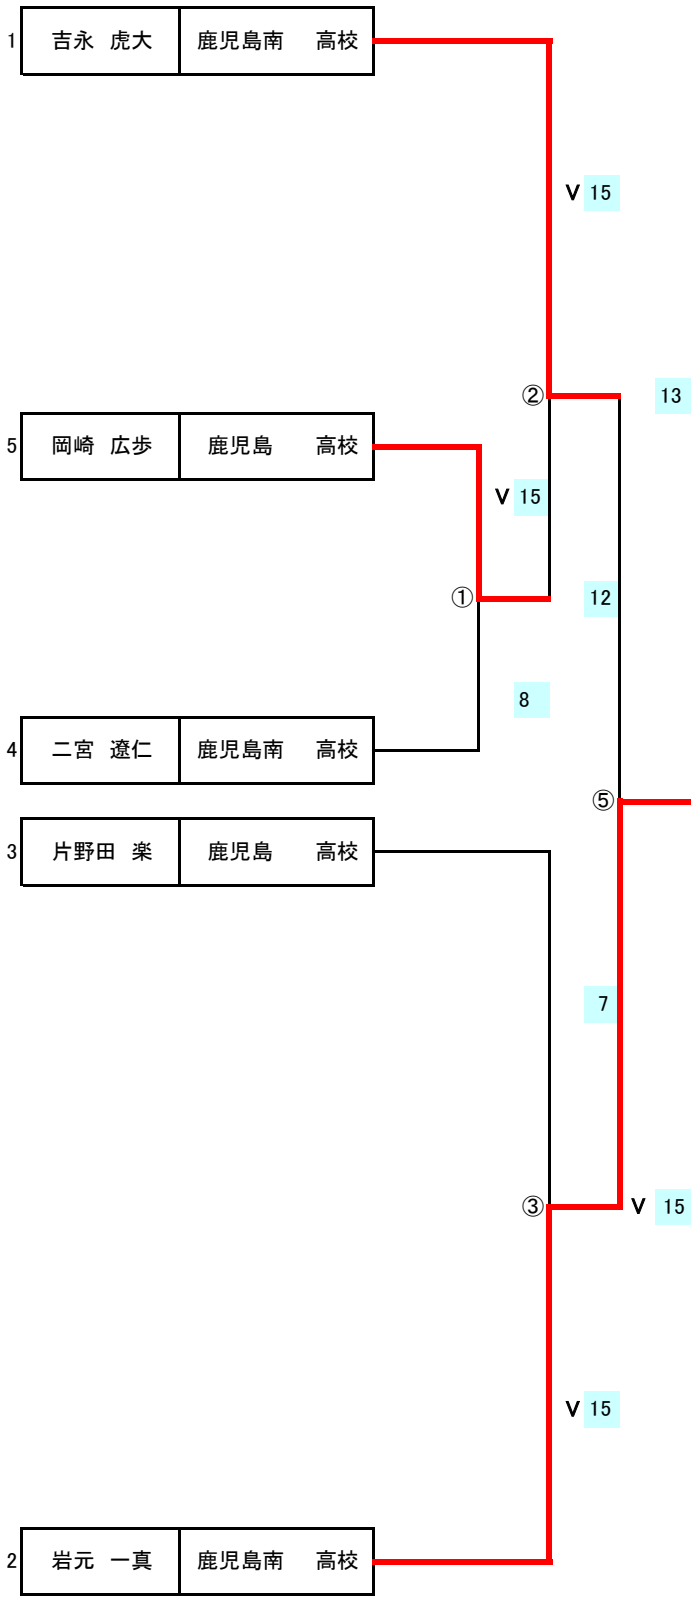 1 吉永 虎大 鹿児島南 高校
V 15
② 13
5 岡崎 広歩 鹿児島 高校
V 15
① 12
8
4 二宮 遼仁 鹿児島南 高校
⑤
3 片野田 楽 鹿児島 高校
7
③ V 15
V 15
2 岩元 一真 鹿児島南 高校